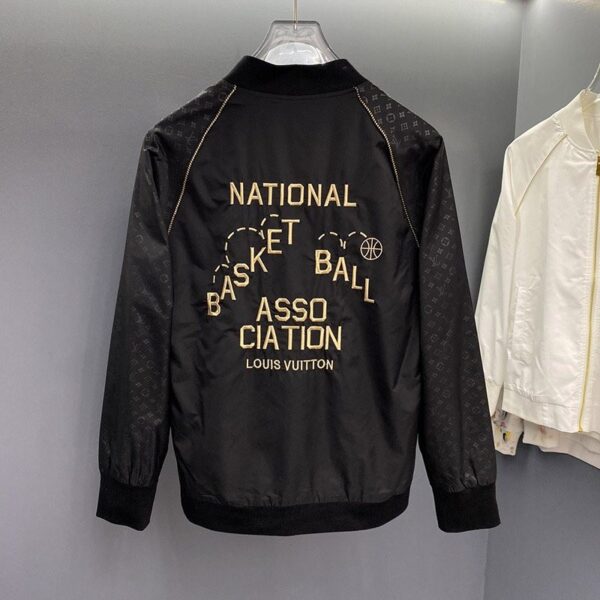 NATIONAL
BASKET BALL
ASSO
CIATION
LOUIS VUITTON